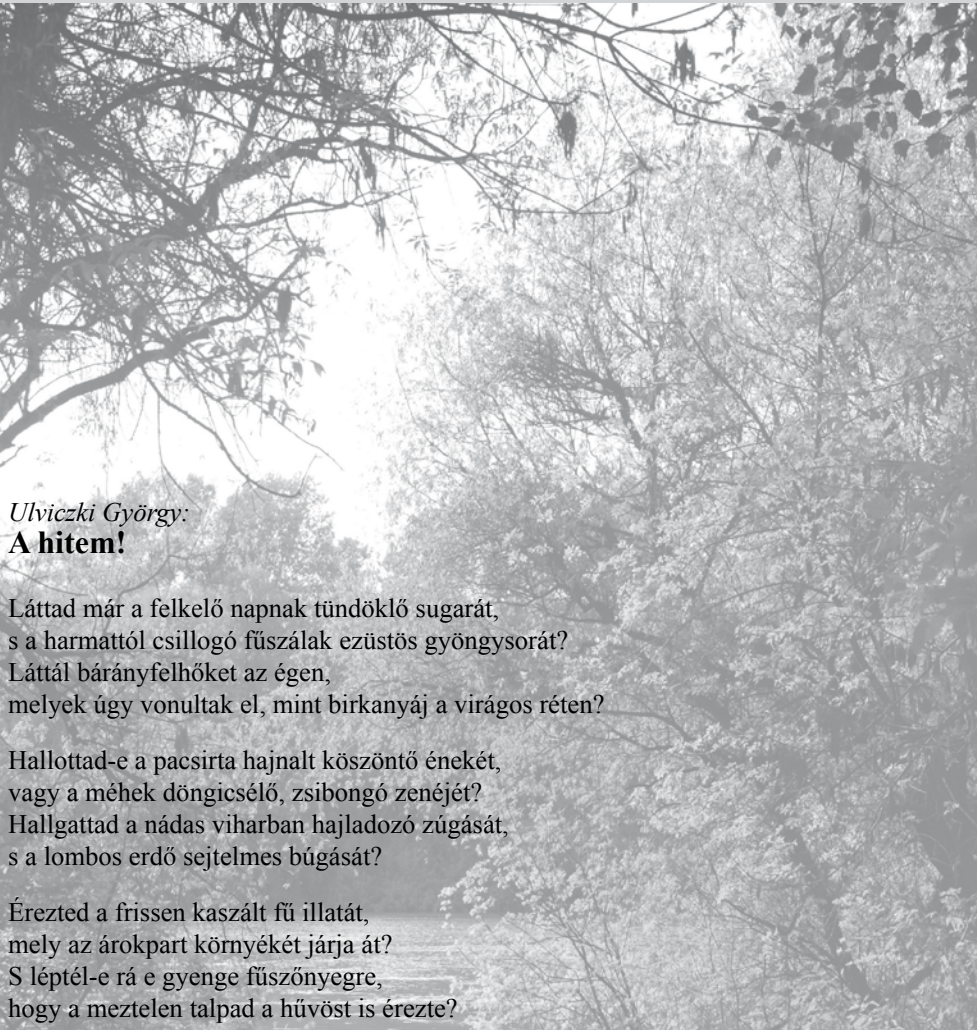 Ulviczki György:
A hitem!
Láttad már a felkelő napnak tündöklő sugarát,
s a harmattól csillogó fűszálak ezüstös gyöngysorát?
Láttál bárányfelhőket az égen,
melyek úgy vonultak el, mint birkanyáj a virágos réten?
Hallottad-e a pacsirta hajnalt köszöntő énekét,
vagy a méhek döngicsélő, zsibongó zenéjét?
Hallgattad a nádas viharban hajladozó zúgását,
s a lombos erdő sejtelmes búgását?
Érezted a frissen kaszált fű illatát,
mely az árokpart környékét járja át?
S léptél-e rá e gyenge fűszőnyegre,
hogy a meztelen talpad a hűvöst is érezte?